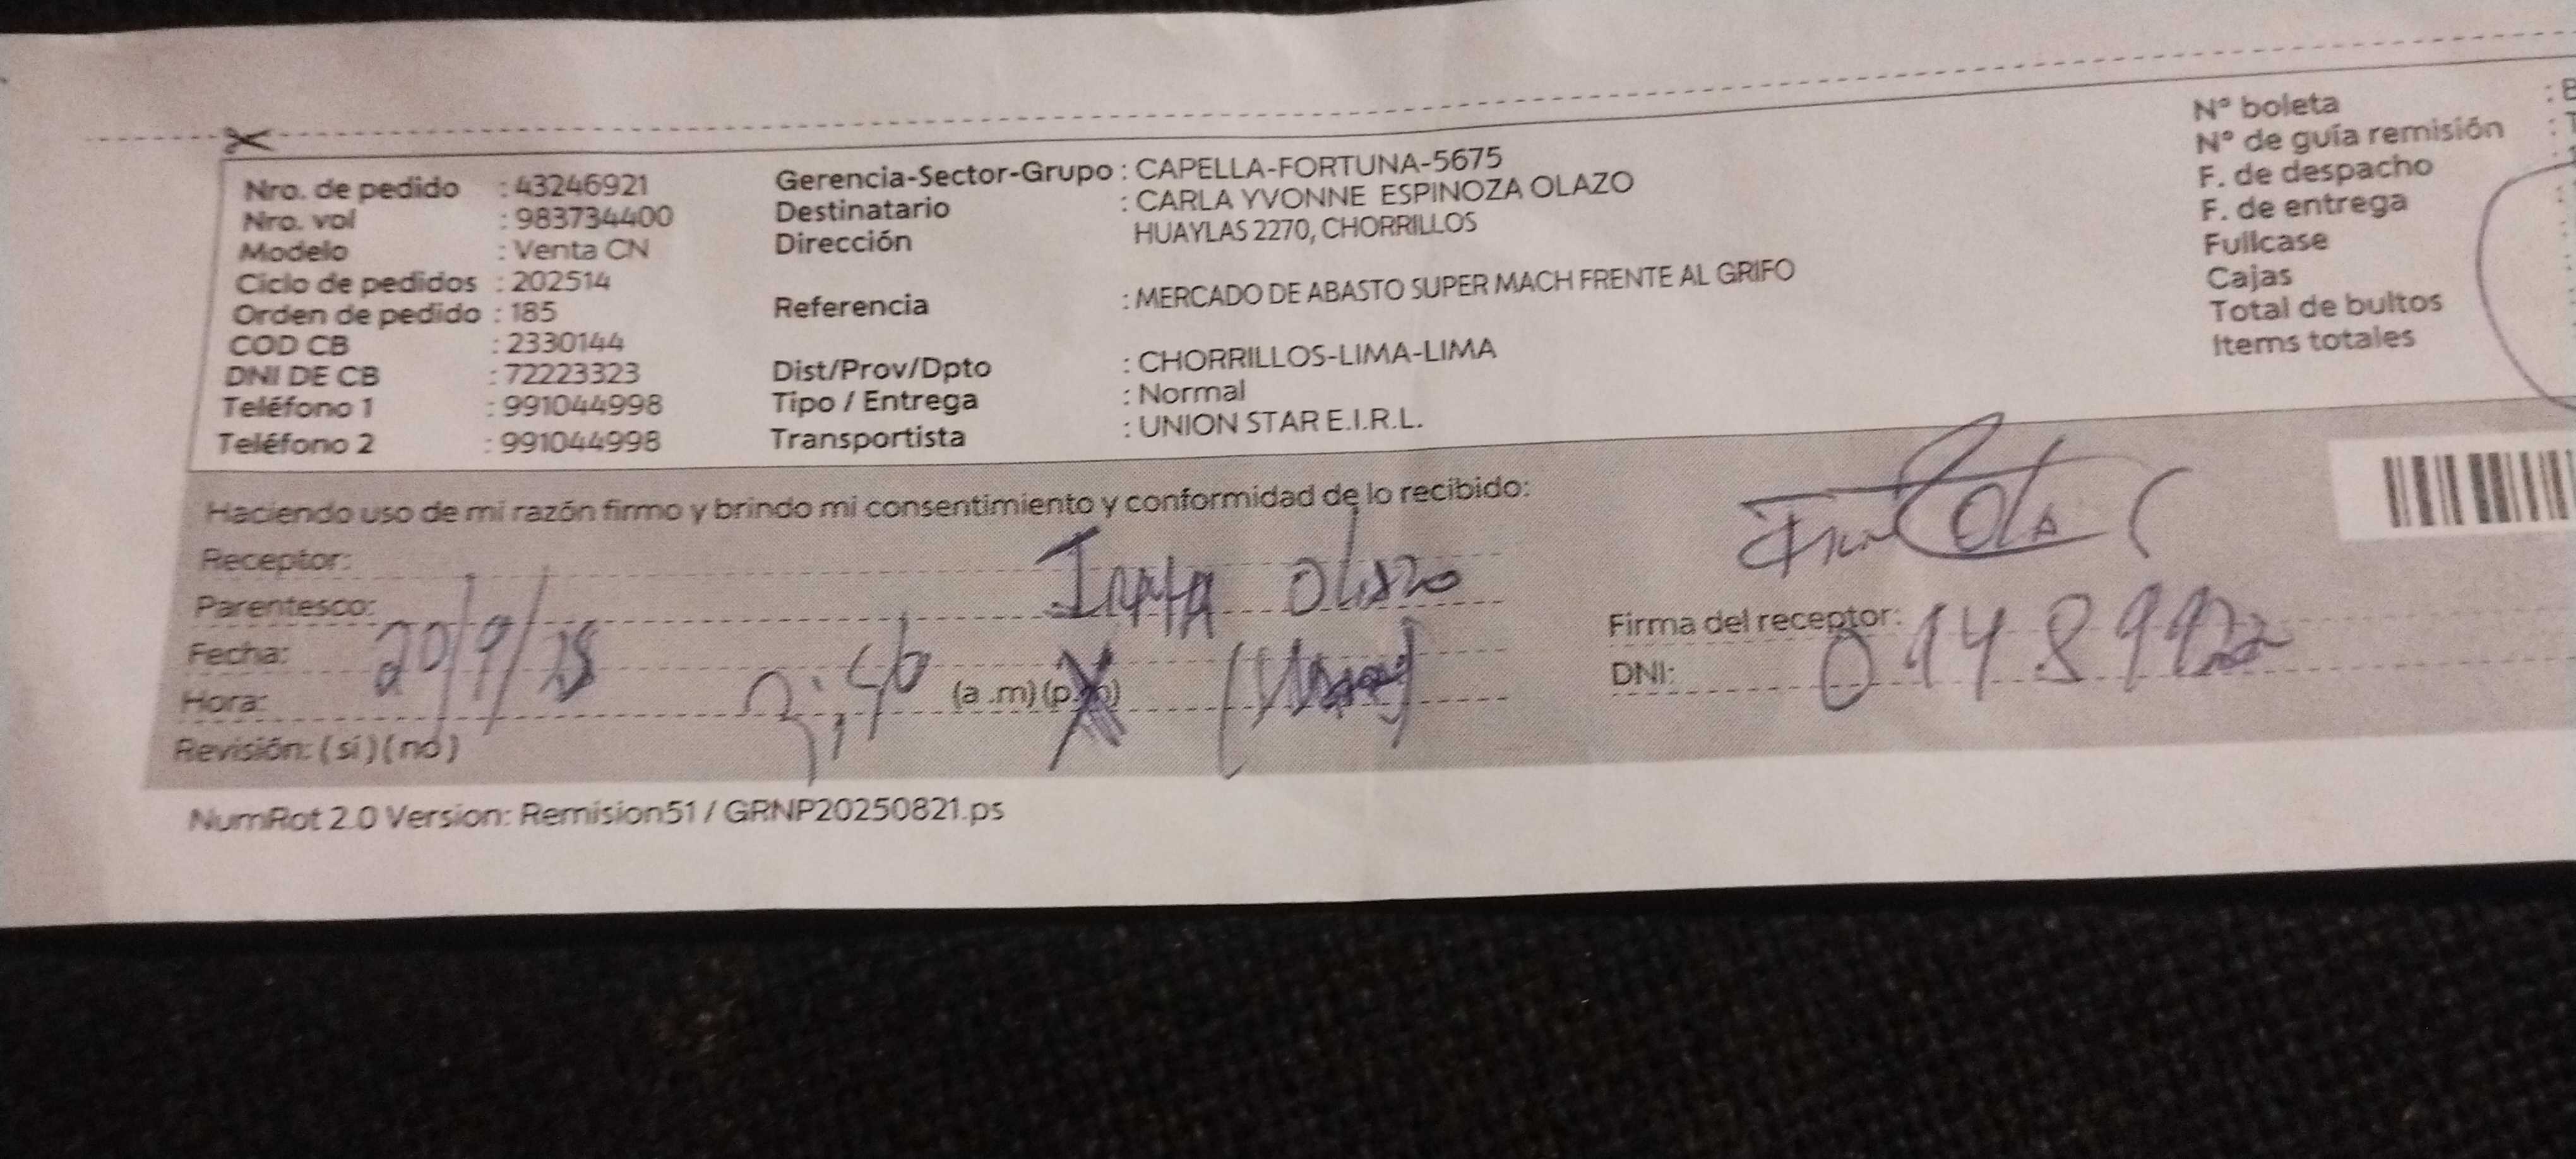 Nro. de pedido : 43246921
Nro. vol : 983734400
Modelo : Venta CN
Ciclo de pedidos : 202514
Orden de pedido : 185
COD CB : 2330144
DNI DE CB : 72223323
Teléfono 1 : 991044998
Teléfono 2 : 991044998
Gerencia-Sector-Grupo : CAPELLA-FORTUNA-5675
Destinatario : CARLA YVONNE ESPINOZA OLAZO
Dirección HUAYLAS 2270, CHORRILLOS
Referencia : MERCADO DE ABASTO SUPER MACH FRENTE AL GRIFO
Dist/Prov/Dpto : CHORRILLOS-LIMA-LIMA
Tipo / Entrega : Normal
Transportista : UNION STAR E.I.R.L.
N° boleta :
N° de guía remisión :
F. de despacho :
F. de entrega :
Fullcase :
Cajas :
Total de bultos
Items totales
Haciendo uso de mi razón firmo y brindo mi consentimiento y conformidad de lo recibido:
Receptor:
Parentesco: Olazo
Fecha: 20/9/25
Hora: (a .m) (p.m)
Revisión: ( sí ) ( no )
Firma del receptor:
DNI:
NumRot 2.0 Version: Remision51 / GRNP20250821.ps